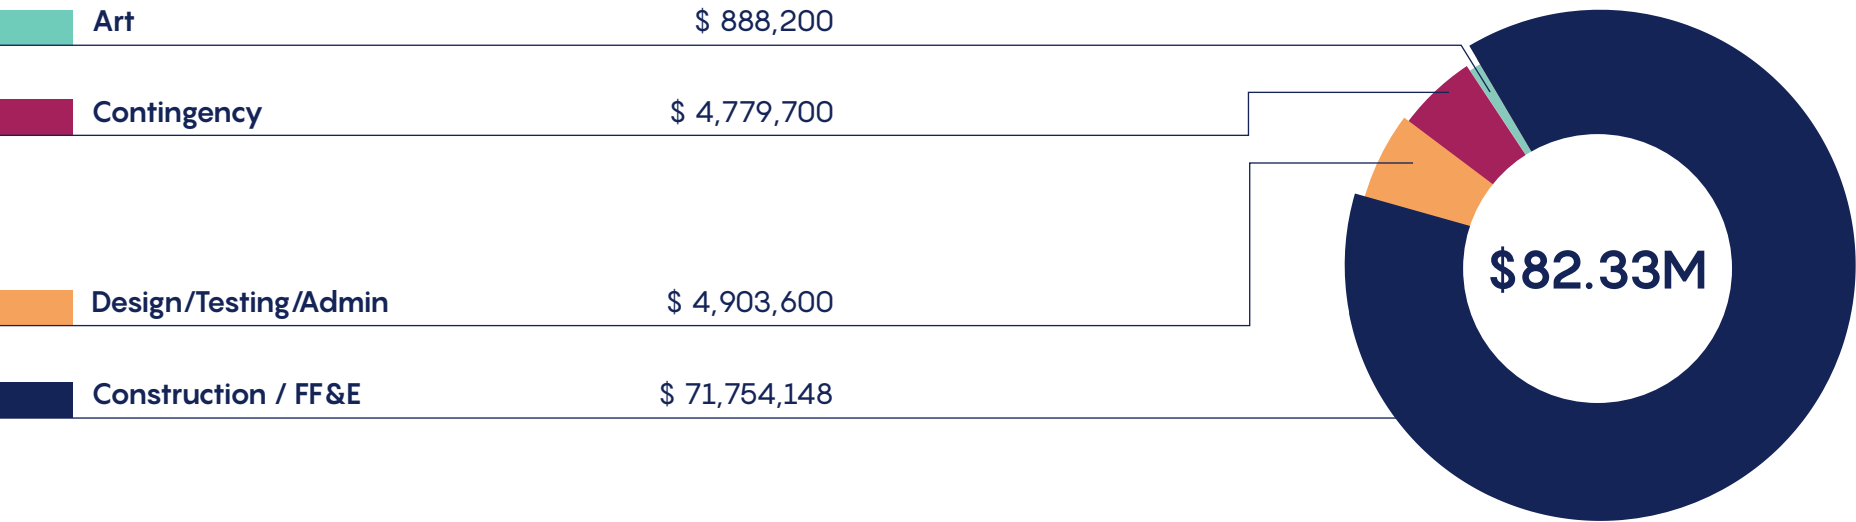 Art $ 888,200
Contingency $ 4,779,700
Design/Testing/Admin $ 4,903,600
Construction / FF&E $ 71,754,148
$82.33M